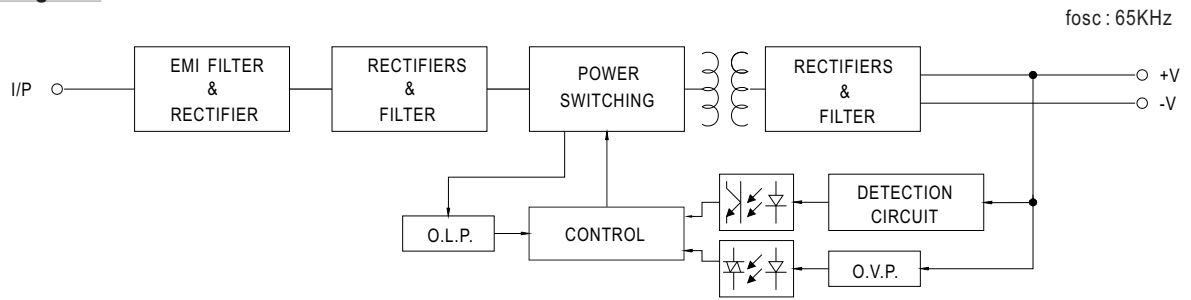 fosc : 65KHz
I/P
EMI FILTER
&
RECTIFIER
RECTIFIERS
&
FILTER
POWER
SWITCHING
RECTIFIERS
&
FILTER
+V
-V
O.L.P.
CONTROL
DETECTION
CIRCUIT
O.V.P.